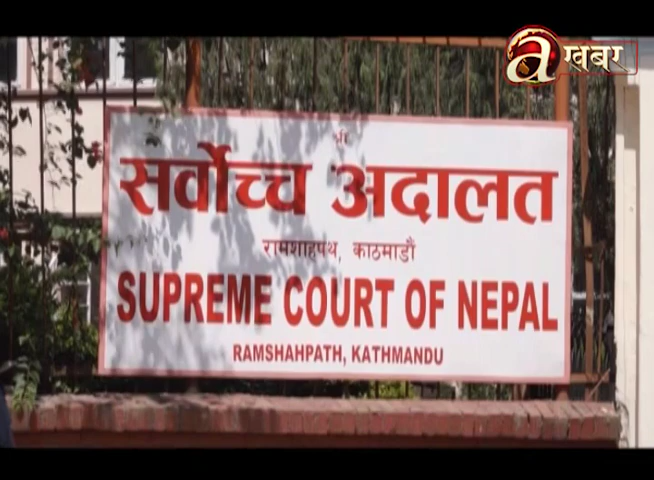 a खबर
श्री
सर्वोच्च अदालत
रामशाहपथ, काठमाडौं
SUPREME COURT OF NEPAL
RAMSHAHPATH, KATHMANDU